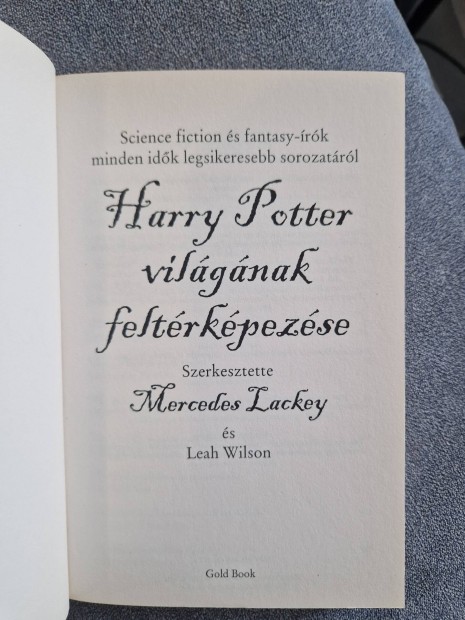 Science fiction és fantasy-írók
minden idők legsikeresebb sorozatáról
Harry Potter
világának
feltérképezése
Szerkesztette
Mercedes Lackey
és
Leah Wilson
Gold Book